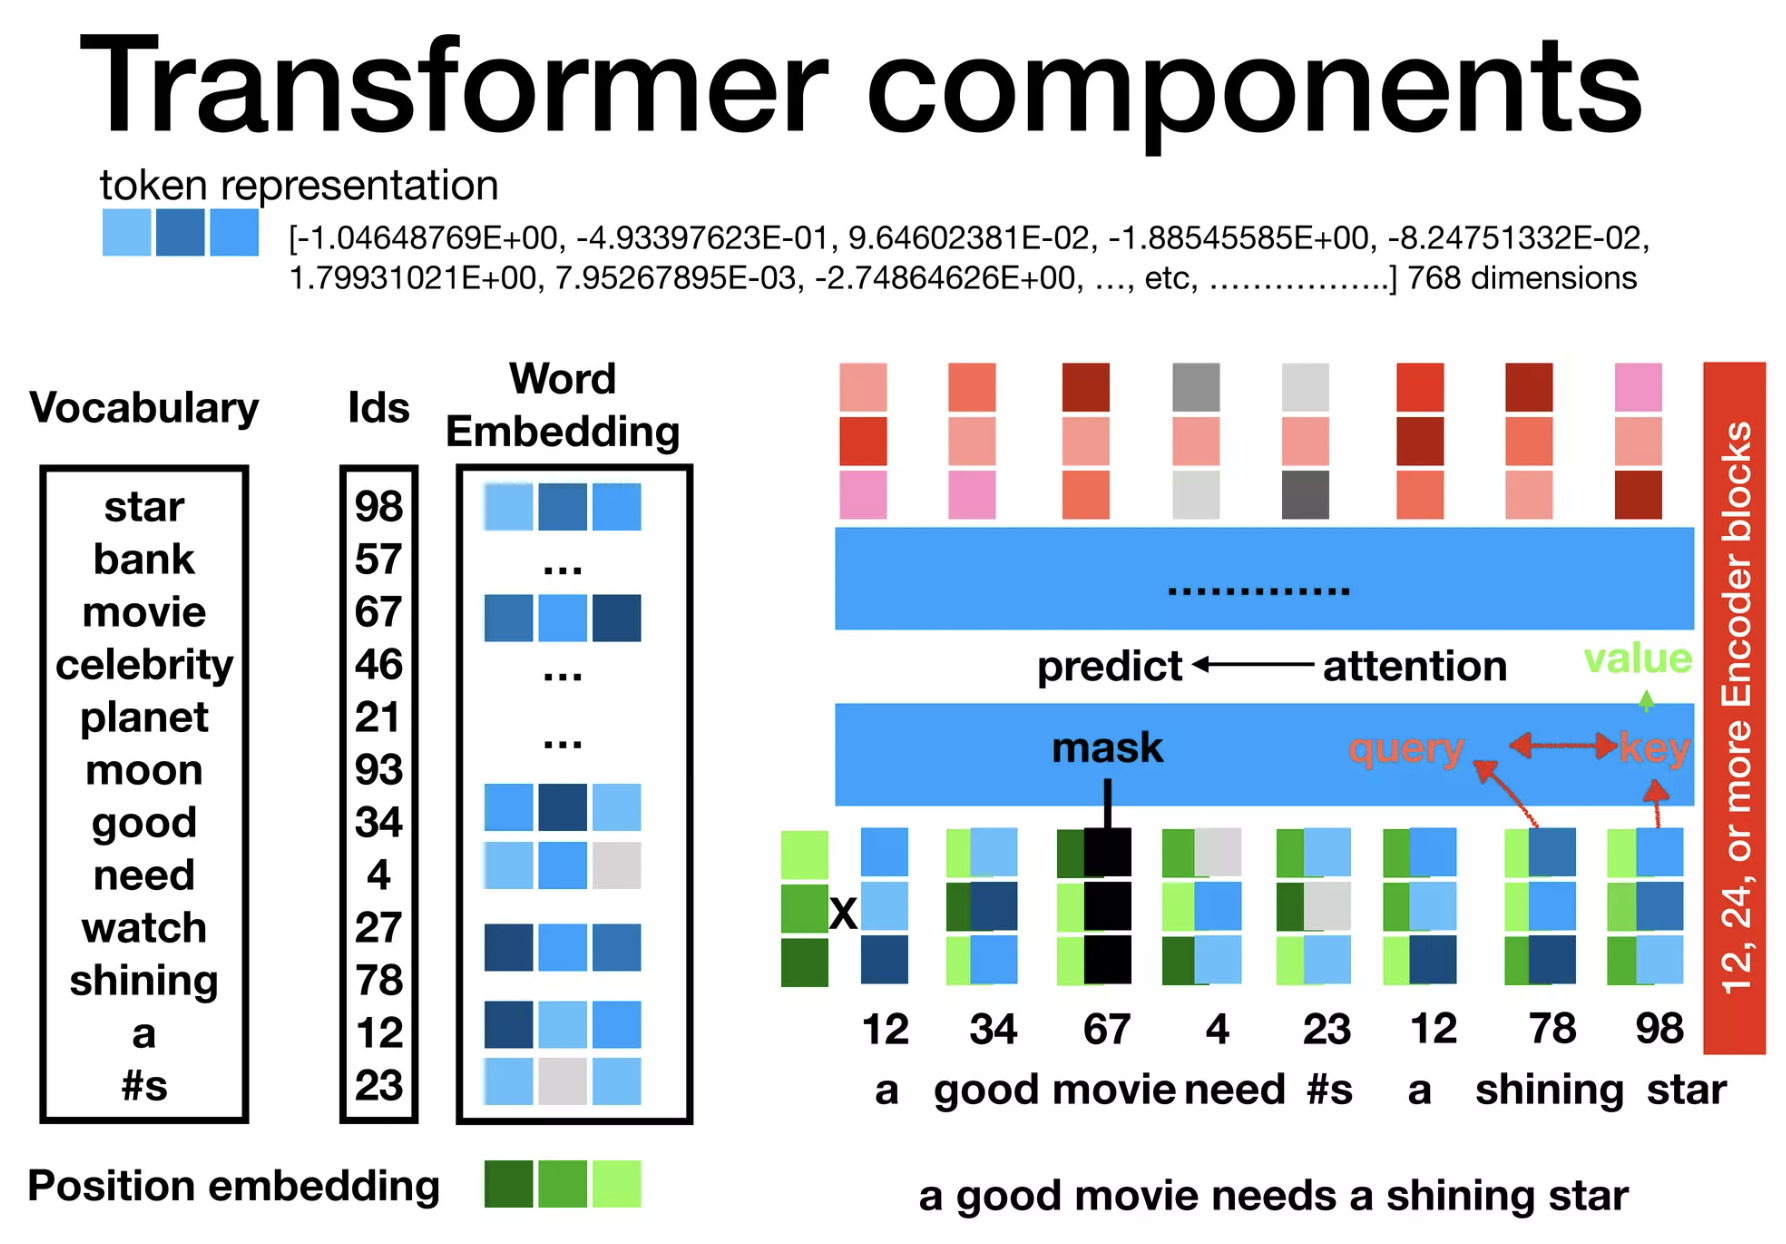 Transformer components
token representation
[-1.04648769E+00, -4.93397623E-01, 9.64602381E-02, -1.88545585E+00, -8.24751332E-02,
1.79931021E+00, 7.95267895E-03, -2.74864626E+00, …, etc, ……………..] 768 dimensions
Vocabulary
star
bank
movie
celebrity
planet
moon
good
need
watch
shining
a
#s
Ids
98
57
67
46
21
93
34
4
27
78
12
23
Word
Embedding
...
...
...
Position embedding
.............
predict attention value
mask query key
X
12 34 67 4 23 12 78 98
a good movie need #s a shining star
a good movie needs a shining star
12, 24, or more Encoder blocks